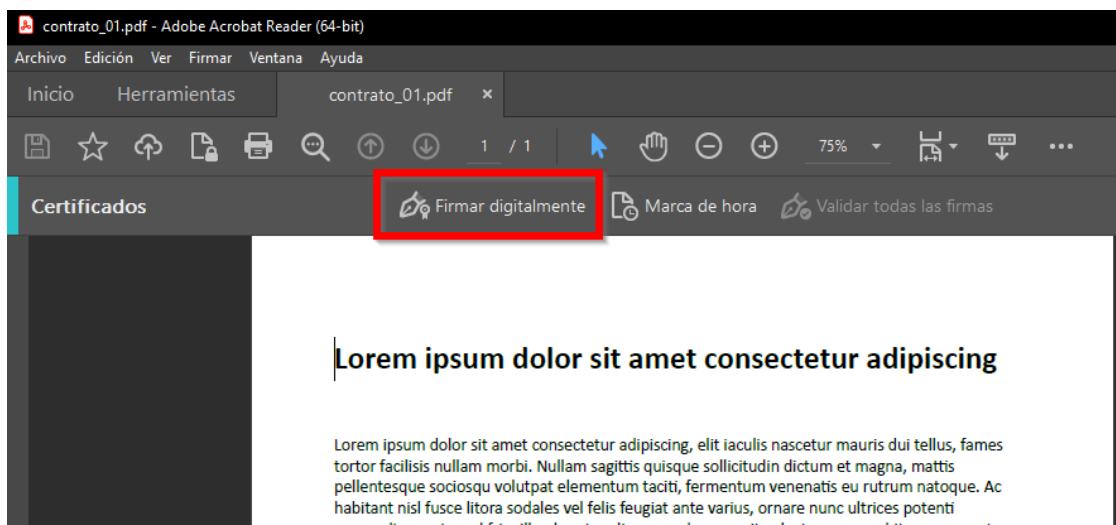 contrato_01.pdf - Adobe Acrobat Reader (64-bit)
Archivo Edición Ver Firmar Ventana Ayuda
Inicio Herramientas contrato_01.pdf ×
1 / 1 75%
Certificados Firmar digitalmente Marca de hora Validar todas las firmas
Lorem ipsum dolor sit amet consectetur adipiscing
Lorem ipsum dolor sit amet consectetur adipiscing, elit iaculis nascetur mauris dui tellus, fames
tortor facilisis nullam morbi. Nullam sagittis quisque sollicitudin dictum et magna, mattis
pellentesque sociosqu volutpat elementum taciti, fermentum venenatis eu rutrum natoque. Ac
habitant nisl fusce litora sodales vel felis feugiat ante varius, ornare nunc ultrices potenti